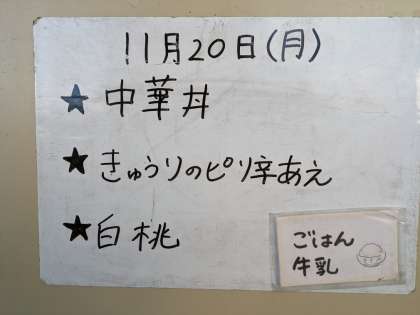 11月20日(月)
★ 中華丼
★ きゅうりのピリ辛あえ
★ 白桃
ごはん
牛乳